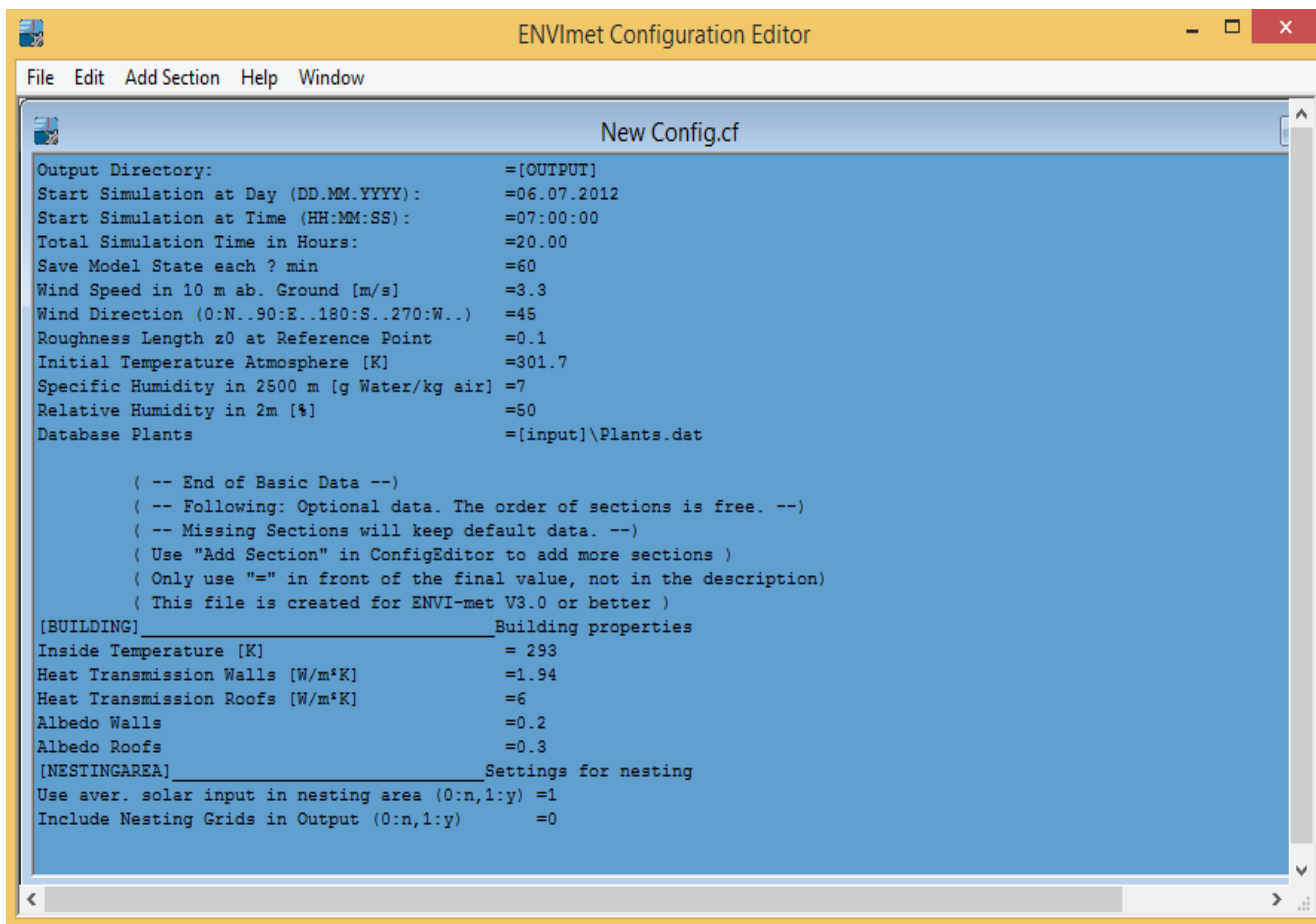 ENVImet Configuration Editor
File Edit Add Section Help Window
New Config.cf
Output Directory: =[OUTPUT]
Start Simulation at Day (DD.MM.YYYY): =06.07.2012
Start Simulation at Time (HH:MM:SS): =07:00:00
Total Simulation Time in Hours: =20.00
Save Model State each ? min =60
Wind Speed in 10 m ab. Ground [m/s] =3.3
Wind Direction (0:N..90:E..180:S..270:W..) =45
Roughness Length z0 at Reference Point =0.1
Initial Temperature Atmosphere [K] =301.7
Specific Humidity in 2500 m [g Water/kg air] =7
Relative Humidity in 2m [%] =50
Database Plants =[input]\Plants.dat
( -- End of Basic Data --)
( -- Following: Optional data. The order of sections is free. --)
( -- Missing Sections will keep default data. --)
( Use "Add Section" in ConfigEditor to add more sections )
( Only use "=" in front of the final value, not in the description)
( This file is created for ENVI-met V3.0 or better )
[BUILDING]__________________________________Building properties
Inside Temperature [K] = 293
Heat Transmission Walls [W/m²K] =1.94
Heat Transmission Roofs [W/m²K] =6
Albedo Walls =0.2
Albedo Roofs =0.3
[NESTINGAREA]______________________________Settings for nesting
Use aver. solar input in nesting area (0:n,1:y) =1
Include Nesting Grids in Output (0:n,1:y) =0